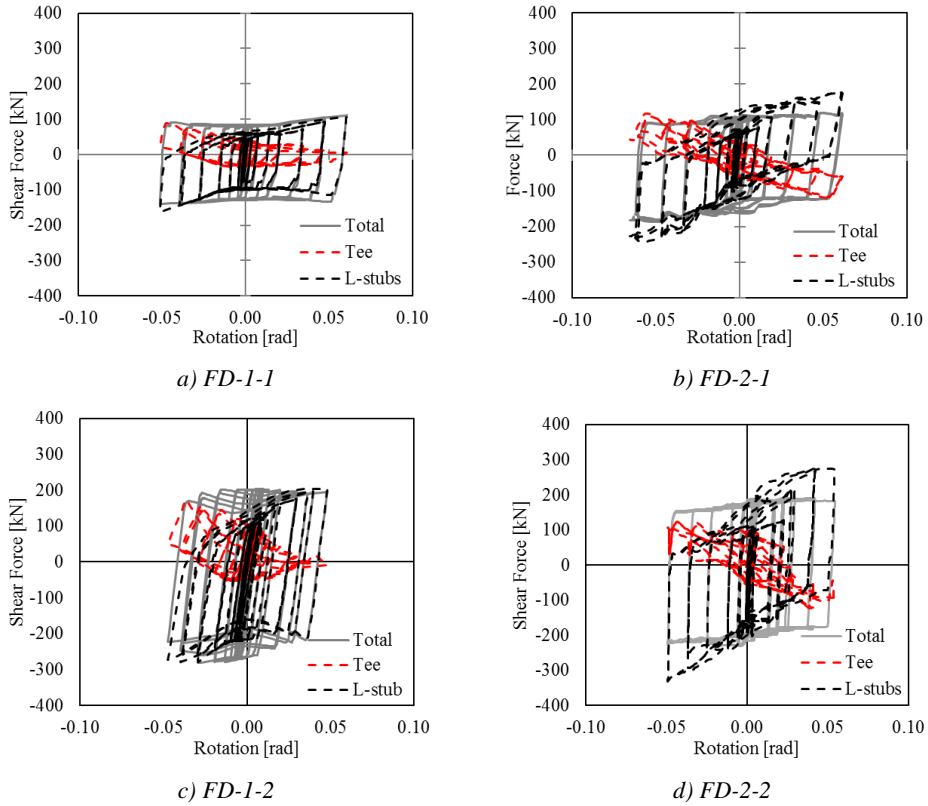 400
300
200
100
0
-100
-200
-300
-400
Shear Force [kN]
-0.10 -0.05 0.00 0.05 0.10
Rotation [rad]
Total
Tee
L-stubs
a) FD-1-1
400
300
200
100
0
-100
-200
-300
-400
Force [kN]
-0.10 -0.05 0.00 0.05 0.10
Rotation [rad]
Total
Tee
L-stubs
b) FD-2-1
400
300
200
100
0
-100
-200
-300
-400
Shear Force [kN]
-0.10 -0.05 0.00 0.05 0.10
Rotation [rad]
Total
Tee
L-stub
c) FD-1-2
400
300
200
100
0
-100
-200
-300
-400
Shear Force [kN]
-0.10 -0.05 0.00 0.05 0.10
Rotation [rad]
Total
Tee
L-stubs
d) FD-2-2